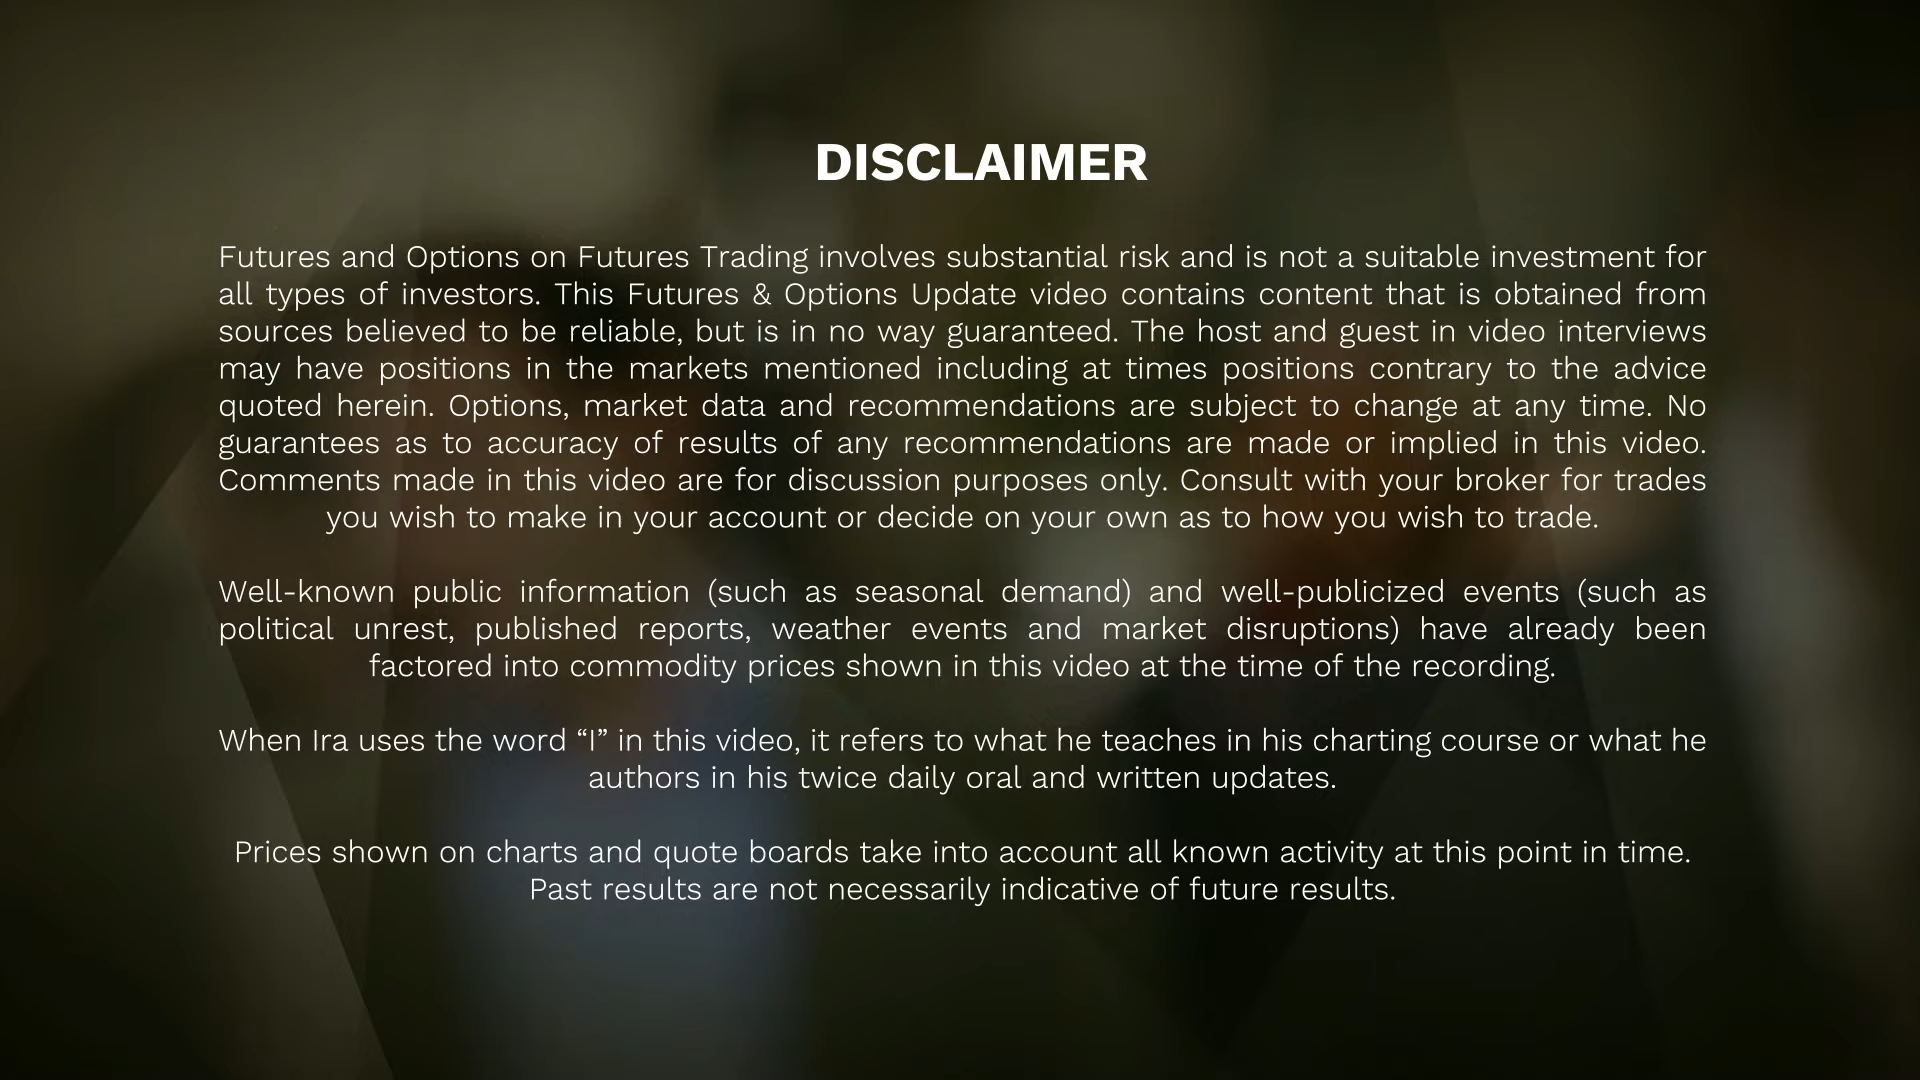 DISCLAIMER
Futures and Options on Futures Trading involves substantial risk and is not a suitable investment for
all types of investors. This Futures & Options Update video contains content that is obtained from
sources believed to be reliable, but is in no way guaranteed. The host and guest in video interviews
may have positions in the markets mentioned including at times positions contrary to the advice
quoted herein. Options, market data and recommendations are subject to change at any time. No
guarantees as to accuracy of results of any recommendations are made or implied in this video.
Comments made in this video are for discussion purposes only. Consult with your broker for trades
you wish to make in your account or decide on your own as to how you wish to trade.
Well-known public information (such as seasonal demand) and well-publicized events (such as
political unrest, published reports, weather events and market disruptions) have already been
factored into commodity prices shown in this video at the time of the recording.
When Ira uses the word “I” in this video, it refers to what he teaches in his charting course or what he
authors in his twice daily oral and written updates.
Prices shown on charts and quote boards take into account all known activity at this point in time.
Past results are not necessarily indicative of future results.